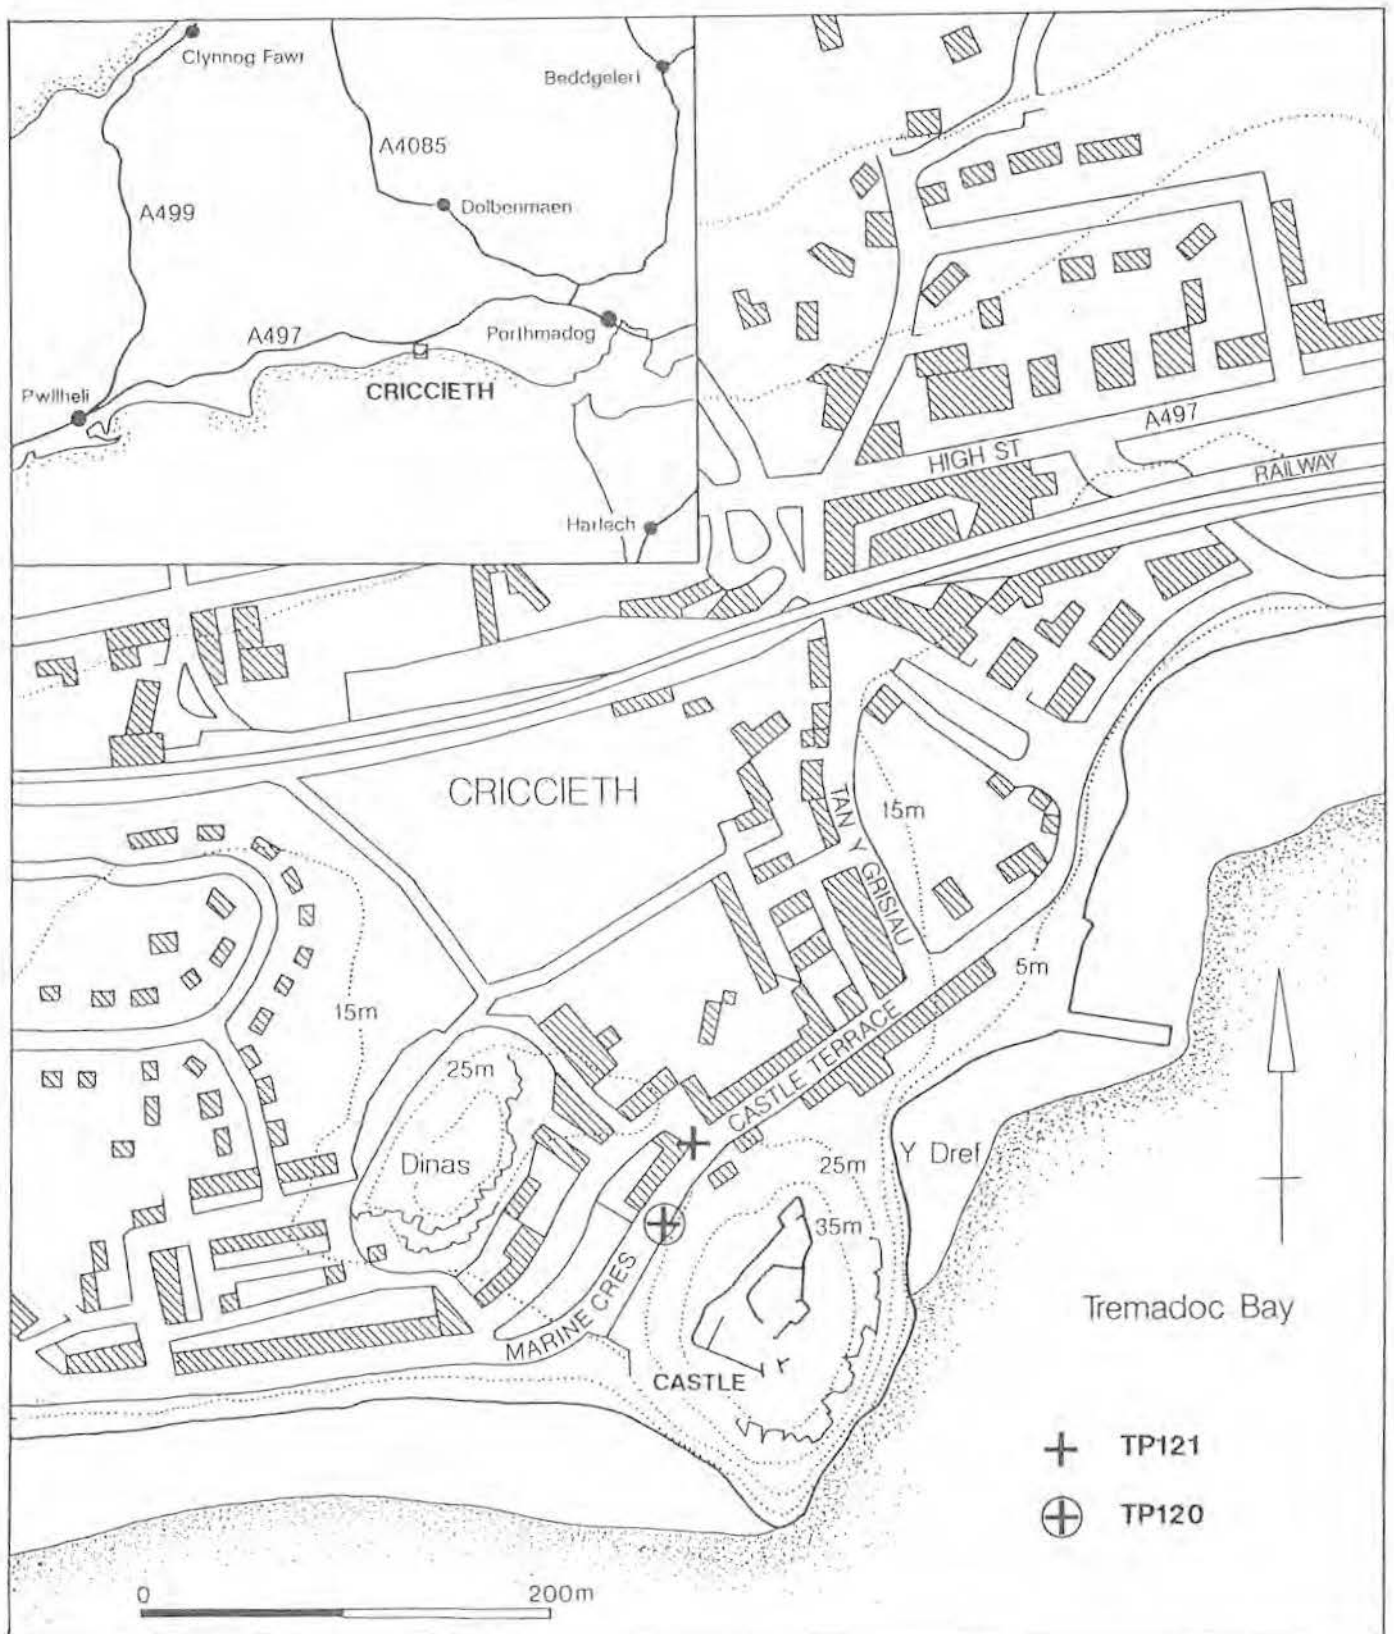 Clynnog Fawr
Beddgelert
A4085
A499
Dolbenmaen
A497
Porthmadog
CRICCIETH
Pwllheli
Harlech
A497
HIGH ST
RAILWAY
CRICCIETH
TAN Y GRISIAU
15m
5m
15m
25m
CASTLE TERRACE
Dinas
25m
Y Dref
35m
MARINE CRES
Tremadoc Bay
CASTLE
TP121
TP120
0 200m